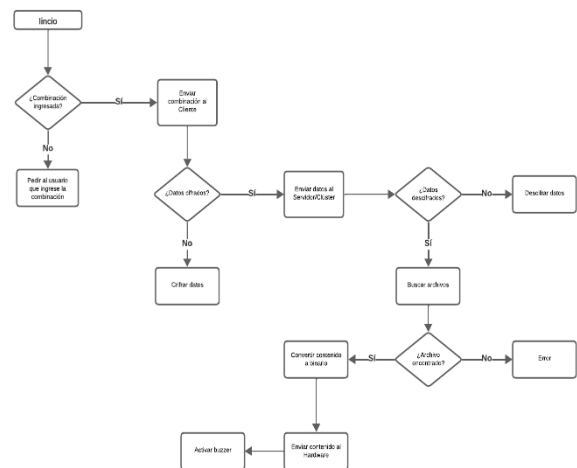 Iincio
¿Combinación
ingresada?
Sí
Enviar
combinación al
Cliente
No
Pedir al usuario
que ingrese la
combinación
¿Datos cifrados?
Sí
Enviar datos al
Servidor/Cluster
¿Datos
descifrados?
No
Descifrar datos
No
Cifrar datos
Sí
Buscar archivos
¿Archivo
encontrado?
Sí
Convertir contenido
a binario
No
Error
Enviar contenido al
Hardware
Activar buzzer